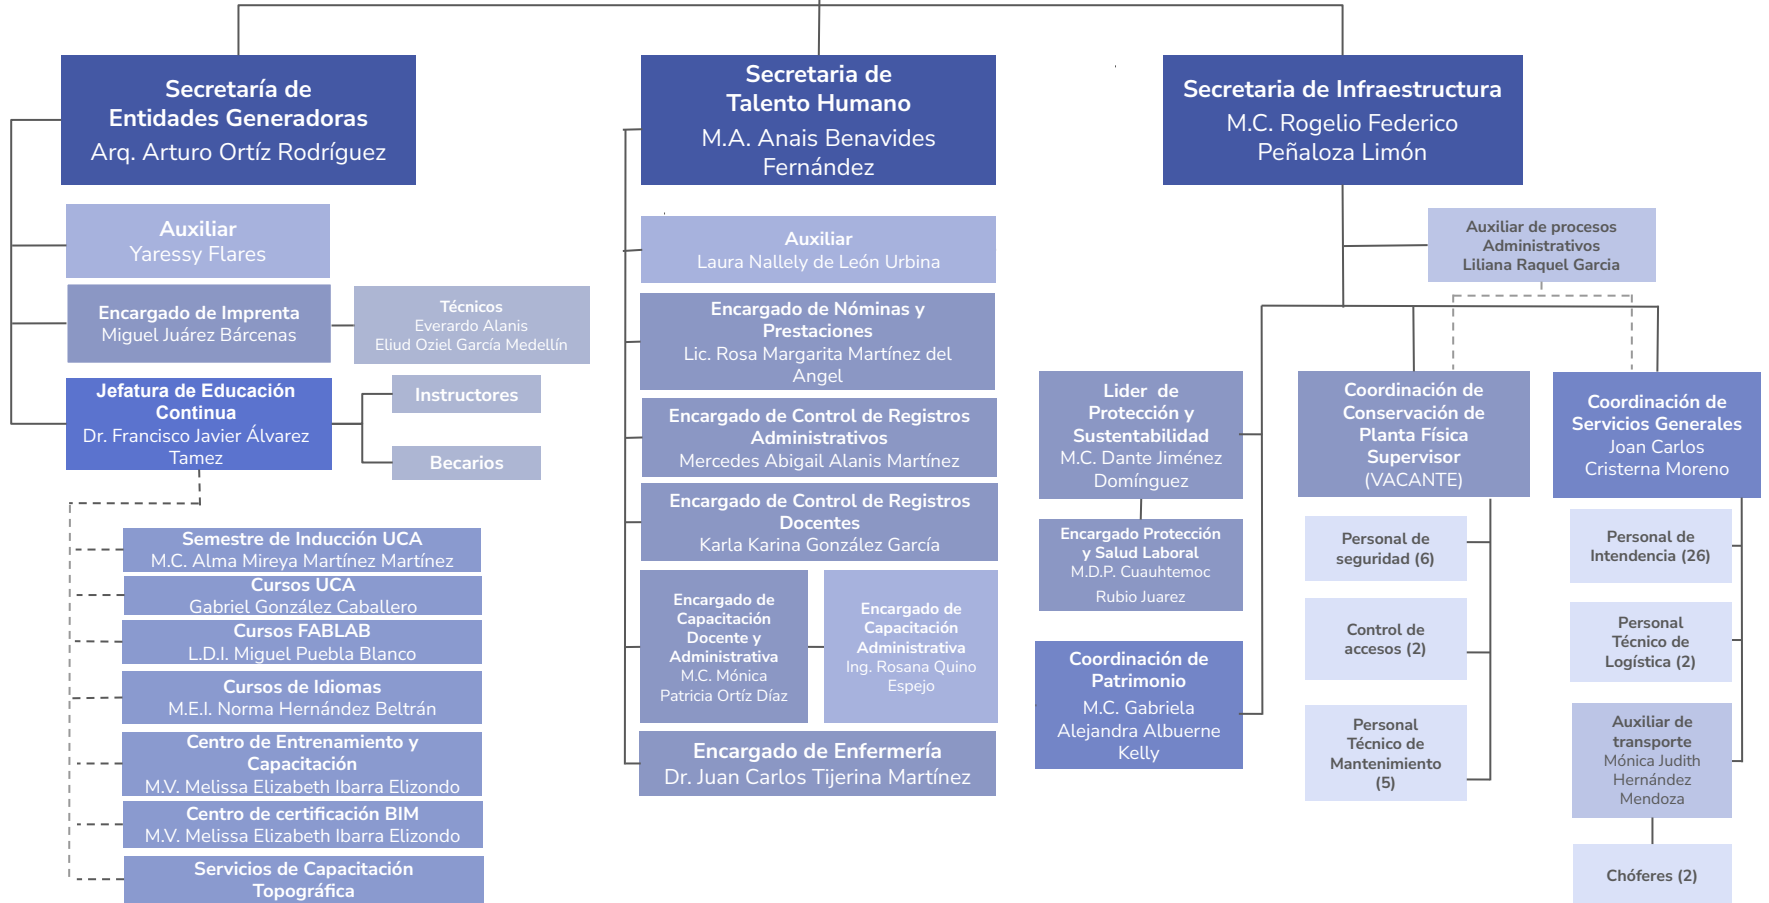 Secretaría de
Entidades Generadoras
Arq. Arturo Ortíz Rodríguez
Auxiliar
Yaressy Flares
Encargado de Imprenta
Miguel Juárez Bárcenas
Técnicos
Everardo Alanis
Eliud Oziel García Medellín
Jefatura de Educación
Continua
Dr. Francisco Javier Álvarez
Tamez
Instructores
Becarios
Semestre de Inducción UCA
M.C. Alma Mireya Martínez Martínez
Cursos UCA
Gabriel González Caballero
Cursos FABLAB
L.D.I. Miguel Puebla Blanco
Cursos de Idiomas
M.E.I. Norma Hernández Beltrán
Centro de Entrenamiento y
Capacitación
M.V. Melissa Elizabeth Ibarra Elizondo
Centro de certificación BIM
M.V. Melissa Elizabeth Ibarra Elizondo
Servicios de Capacitación
Topográfica
Secretaria de
Talento Humano
M.A. Anais Benavides
Fernández
Auxiliar
Laura Nallely de León Urbina
Encargado de Nóminas y
Prestaciones
Lic. Rosa Margarita Martínez del
Angel
Encargado de Control de Registros
Administrativos
Mercedes Abigail Alanis Martínez
Encargado de Control de Registros
Docentes
Karla Karina González García
Encargado de
Capacitación
Docente y
Administrativa
M.C. Mónica
Patricia Ortíz Díaz
Encargado de
Capacitación
Administrativa
Ing. Rosana Quino
Espejo
Encargado de Enfermería
Dr. Juan Carlos Tijerina Martínez
Secretaria de Infraestructura
M.C. Rogelio Federico
Peñaloza Limón
Auxiliar de procesos
Administrativos
Liliana Raquel Garcia
Lider de
Protección y
Sustentabilidad
M.C. Dante Jiménez
Domínguez
Encargado Protección
y Salud Laboral
M.D.P. Cuauhtemoc
Rubio Juarez
Coordinación de
Patrimonio
M.C. Gabriela
Alejandra Albuerne
Kelly
Coordinación de
Conservación de
Planta Física
Supervisor
(VACANTE)
Personal de
seguridad (6)
Control de
accesos (2)
Personal
Técnico de
Mantenimiento
(5)
Coordinación de
Servicios Generales
Joan Carlos
Cristerna Moreno
Personal de
Intendencia (26)
Personal
Técnico de
Logística (2)
Auxiliar de
transporte
Mónica Judith
Hernández
Mendoza
Chóferes (2)